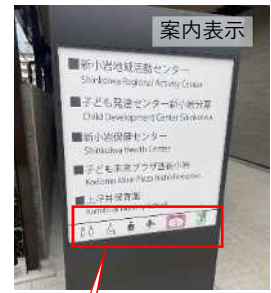 案内表示
■新小岩地域活動センター
Shinkoiwa Regional Activity Center
■子ども発達センター新小岩分室
Child Development Center Shinkoiwa
■新小岩保健センター
Shinkoiwa Health Center
■子ども未来プラザ西新小岩
Kodomo Mirai Plaza Nishishinkoiwa
■上平井保育園